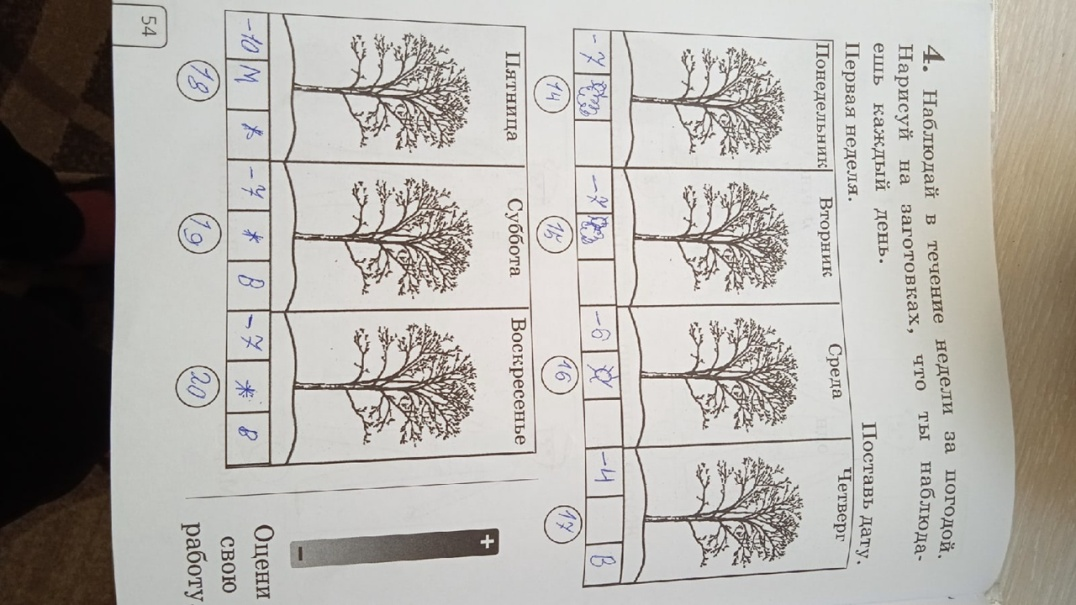 4. Наблюдай в течение недели за погодой.
Нарисуй на заготовках, что ты наблюда-
ешь каждый день.
Первая неделя. Поставь дату.
Понедельник Вторник Среда Четверг
-7 -7 -6 -4 В
14 15 16 17
Пятница Суббота Воскресенье
-10 М * -7 * В -7 * В
18 19 20
+
-
Оцени
свою
работу
54